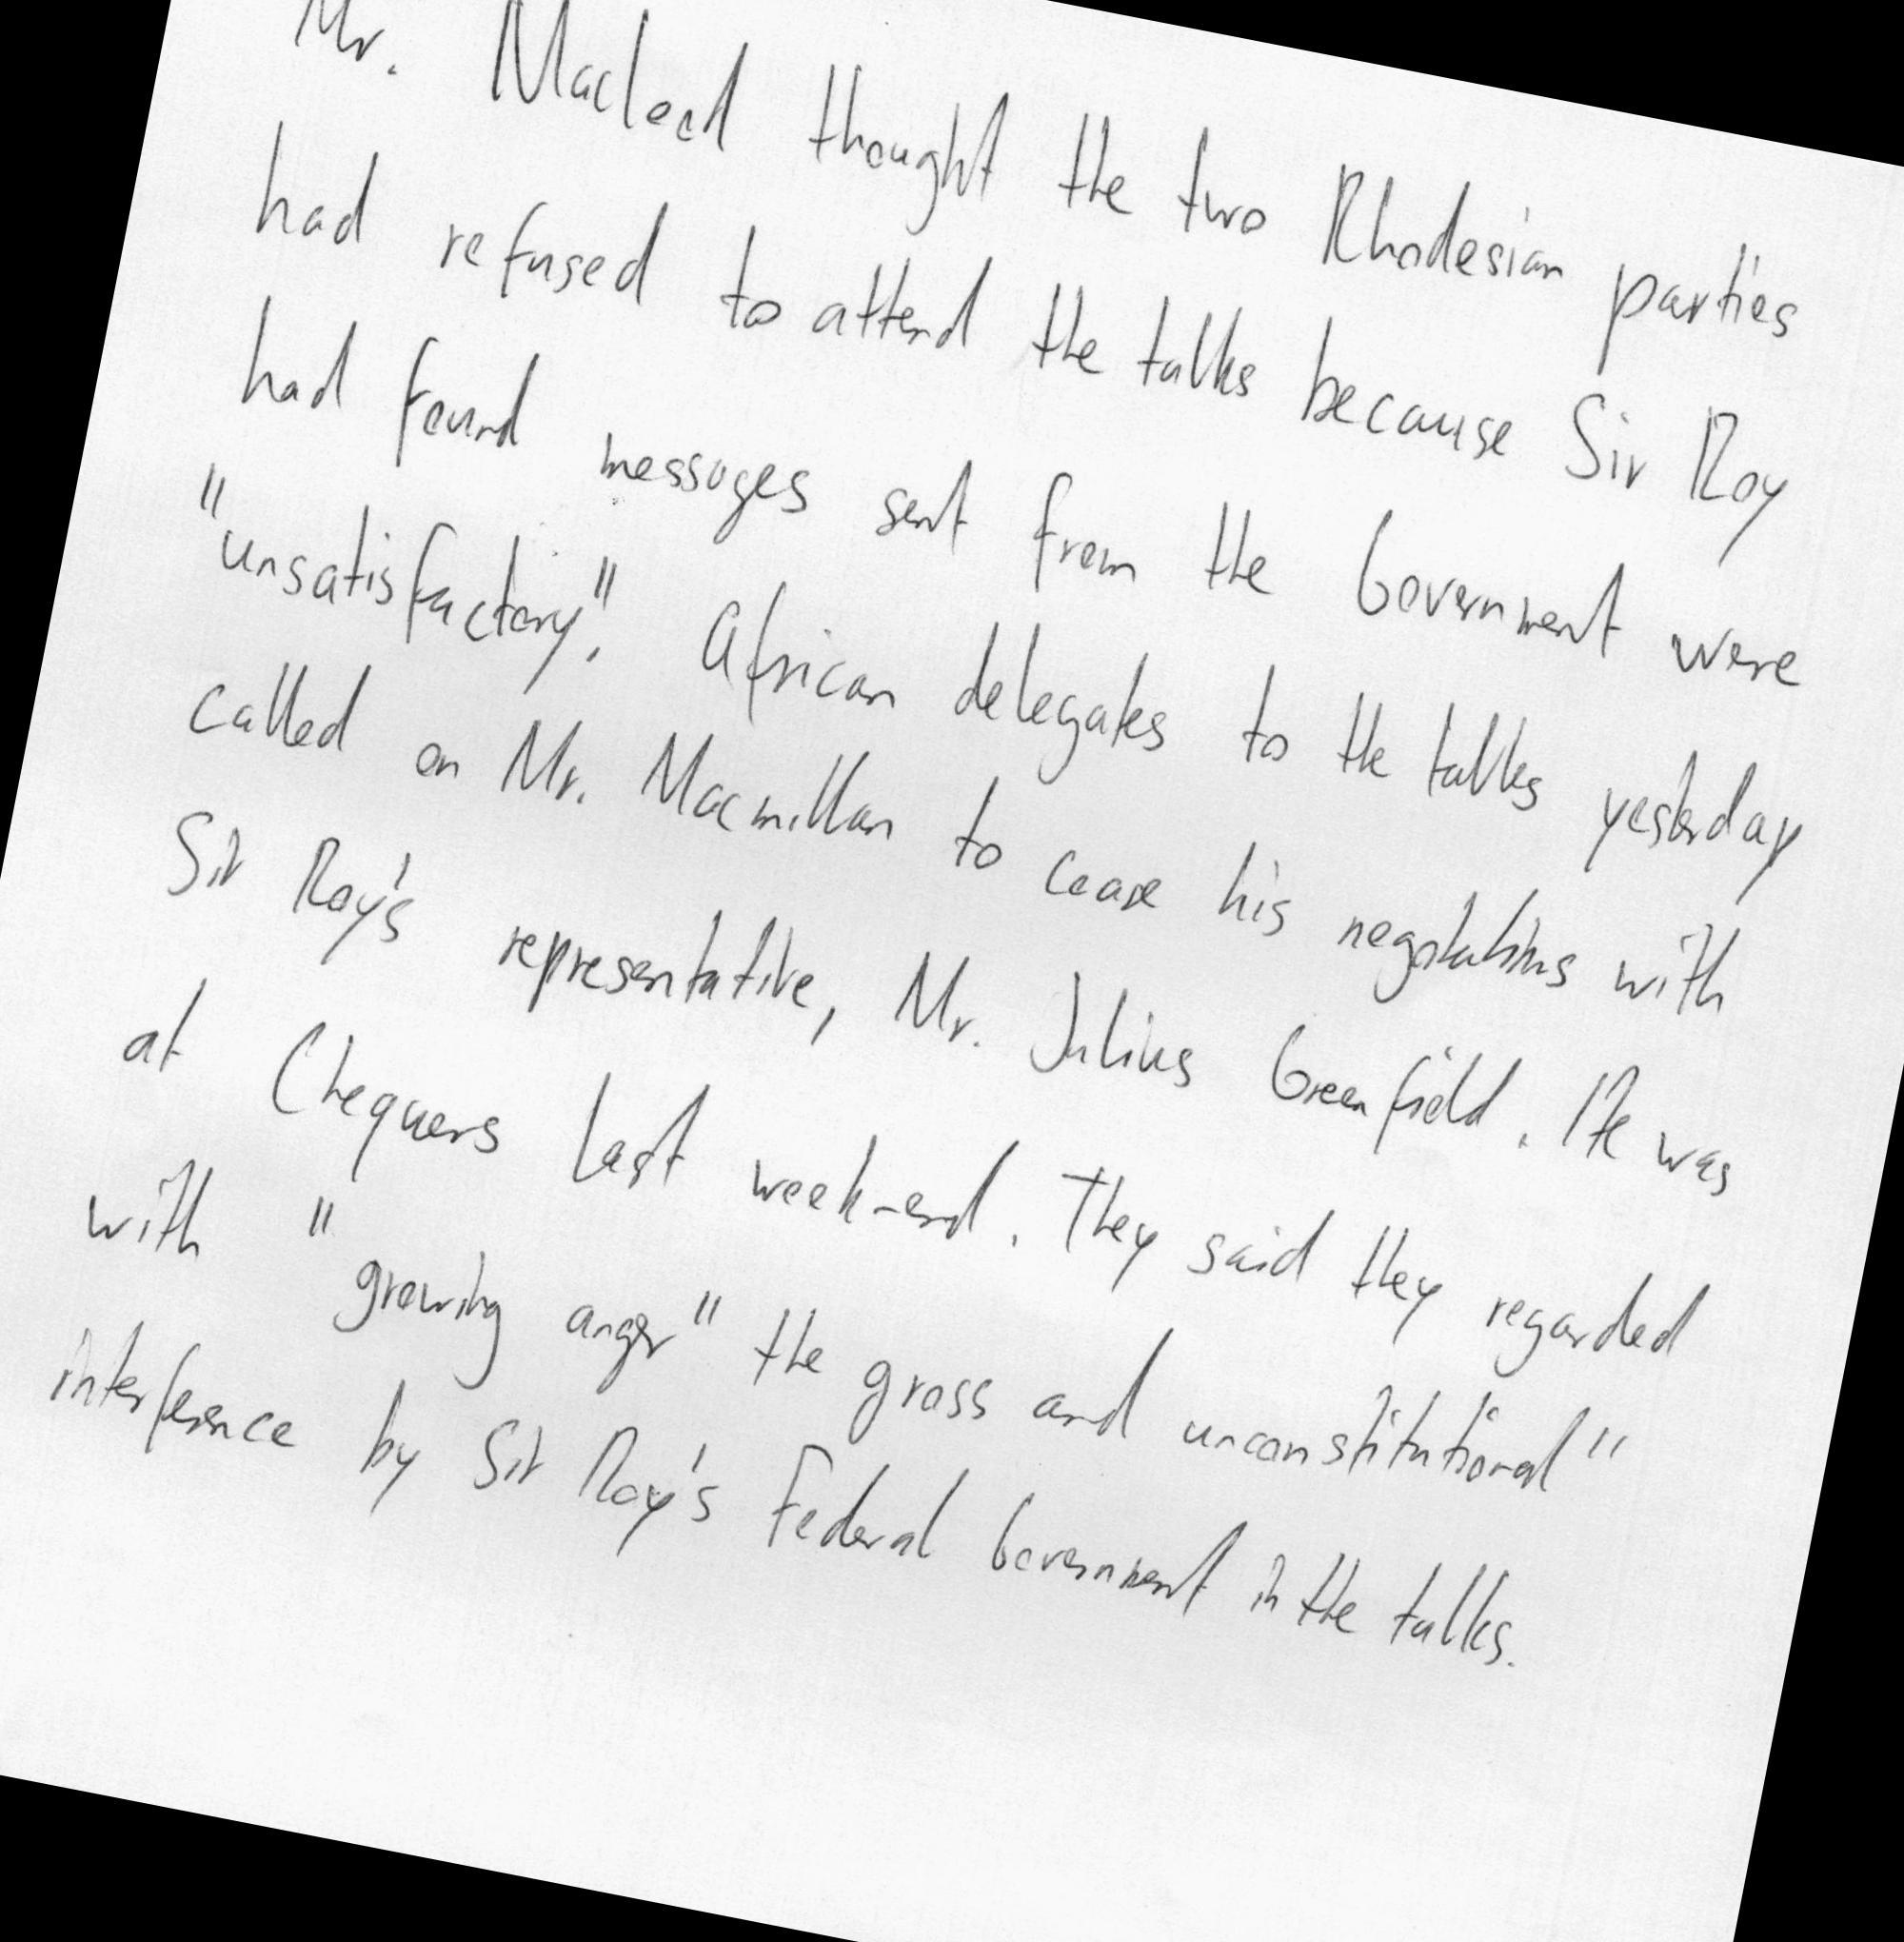 Mr. Macleod thought the two Rhodesian parties
had refused to attend the talks because Sir Roy
had found messages sent from the Government were
"unsatisfactory". African delegates to the talks yesterday
called on Mr. Macmillan to cease his negotiations with
Sir Roy's representative, Mr. Julius Greenfield. He was
at Chequers last week-end. They said they regarded
with "growing anger" the gross and unconstitutional"
interference by Sir Roy's Federal Government in the talks.